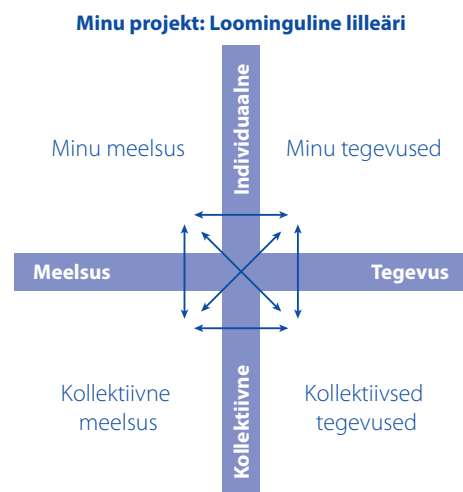 Minu projekt: Loominguline lilleäri
Individuaalne
Minu meelsus
Minu tegevused
Meelsus
Tegevus
Kollektiivne
meelsus
Kollektiivsed
tegevused
Kollektiivne